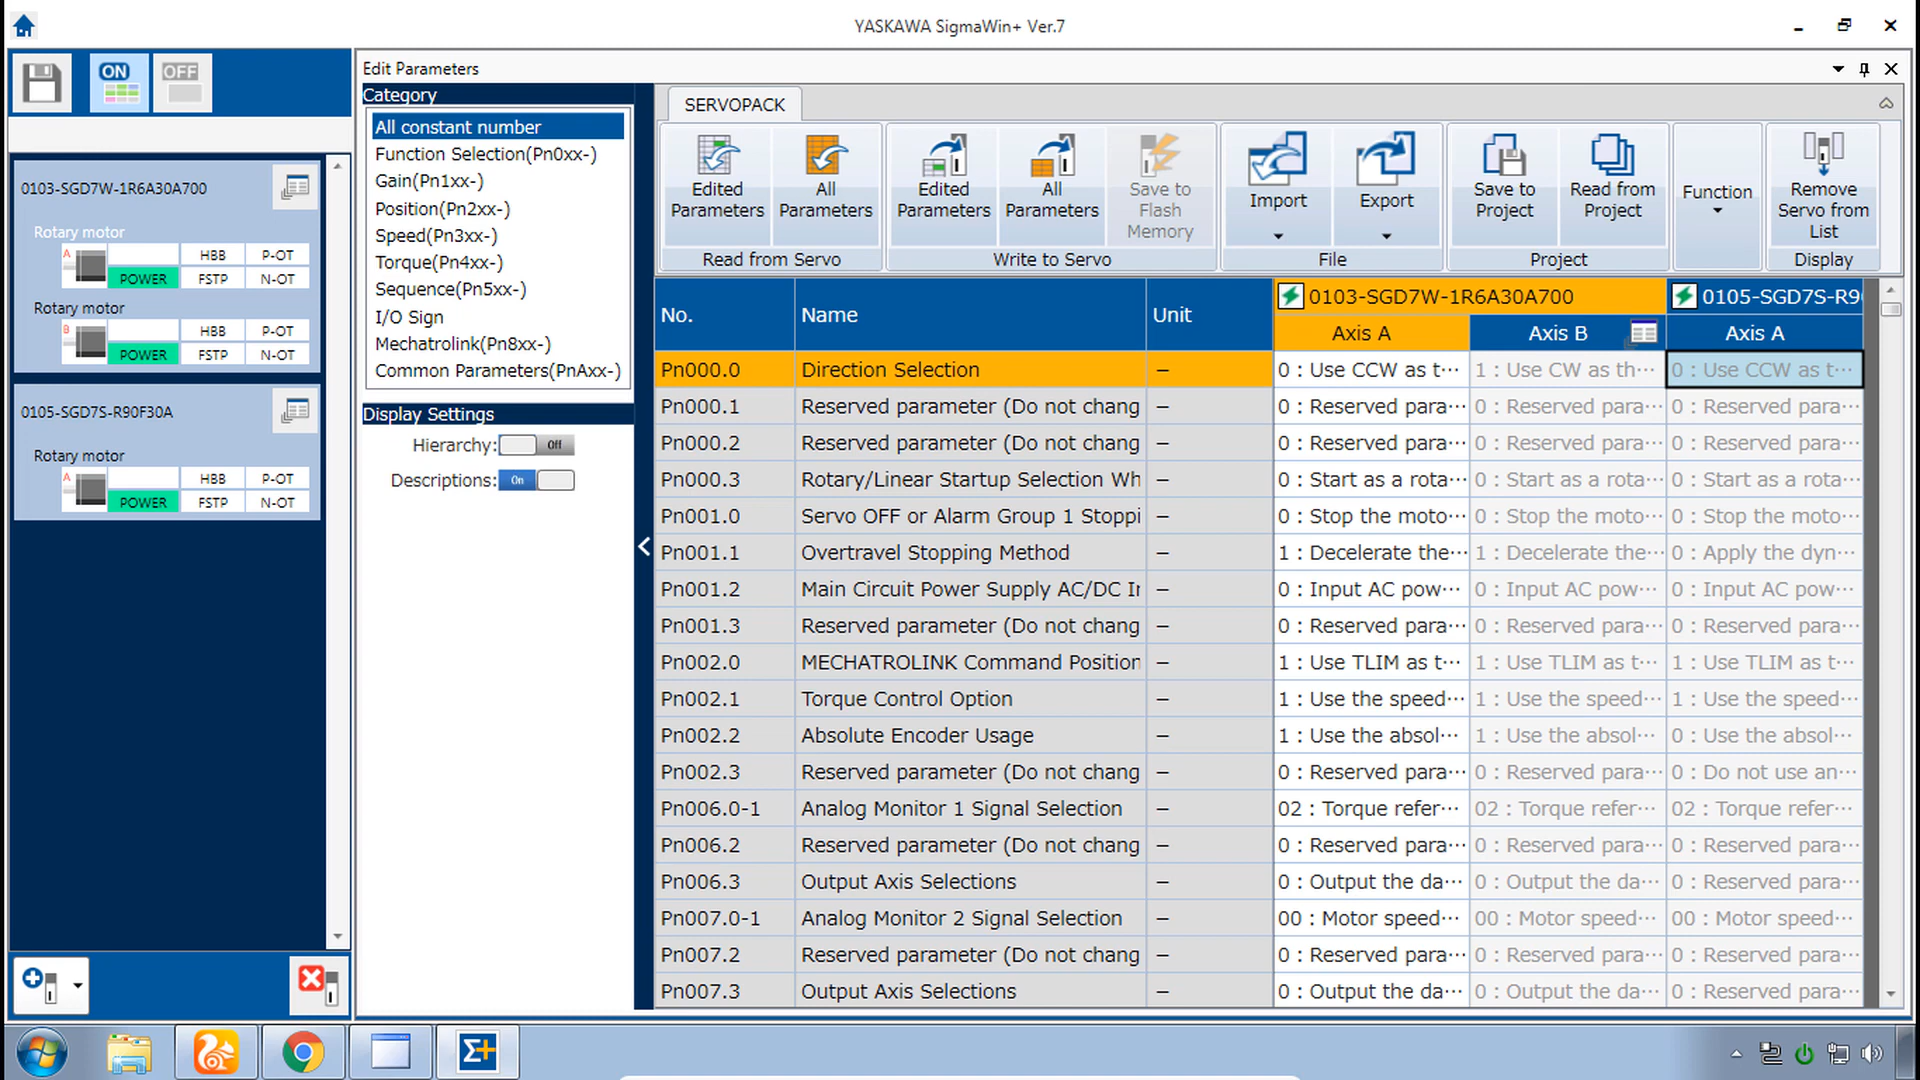 YASKAWA SigmaWin+ Ver.7
ON
OFF
0103-SGD7W-1R6A30A700
Rotary motor
A
HBB
P-OT
POWER
FSTP
N-OT
Rotary motor
B
HBB
P-OT
POWER
FSTP
N-OT
0105-SGD7S-R90F30A
Rotary motor
A
HBB
P-OT
POWER
FSTP
N-OT
Edit Parameters
Category
All constant number
Function Selection(Pn0xx-)
Gain(Pn1xx-)
Position(Pn2xx-)
Speed(Pn3xx-)
Torque(Pn4xx-)
Sequence(Pn5xx-)
I/O Sign
Mechatrolink(Pn8xx-)
Common Parameters(PnAxx-)
Display Settings
Hierarchy: Off
Descriptions: On
SERVOPACK
Edited Parameters
All Parameters
Read from Servo
Edited Parameters
All Parameters
Save to Flash Memory
Write to Servo
Import
Export
File
Save to Project
Read from Project
Project
Function
Remove Servo from List
Display
No. Name Unit 0103-SGD7W-1R6A30A700 0105-SGD7S-R9
Axis A Axis B Axis A
Pn000.0 Direction Selection – 0 : Use CCW as t··· 1 : Use CW as th··· 0 : Use CCW as t···
Pn000.1 Reserved parameter (Do not chang – 0 : Reserved para··· 0 : Reserved para··· 0 : Reserved para···
Pn000.2 Reserved parameter (Do not chang – 0 : Reserved para··· 0 : Reserved para··· 0 : Reserved para···
Pn000.3 Rotary/Linear Startup Selection Wh – 0 : Start as a rota··· 0 : Start as a rota··· 0 : Start as a rota···
Pn001.0 Servo OFF or Alarm Group 1 Stoppi – 0 : Stop the moto··· 0 : Stop the moto··· 0 : Stop the moto···
Pn001.1 Overtravel Stopping Method – 1 : Decelerate the··· 1 : Decelerate the··· 0 : Apply the dyn···
Pn001.2 Main Circuit Power Supply AC/DC Ir – 0 : Input AC pow··· 0 : Input AC pow··· 0 : Input AC pow···
Pn001.3 Reserved parameter (Do not chang – 0 : Reserved para··· 0 : Reserved para··· 0 : Reserved para···
Pn002.0 MECHATROLINK Command Position – 1 : Use TLIM as t··· 1 : Use TLIM as t··· 1 : Use TLIM as t···
Pn002.1 Torque Control Option – 1 : Use the speed··· 1 : Use the speed··· 1 : Use the speed···
Pn002.2 Absolute Encoder Usage – 1 : Use the absol··· 1 : Use the absol··· 0 : Use the absol···
Pn002.3 Reserved parameter (Do not chang – 0 : Reserved para··· 0 : Reserved para··· 0 : Do not use an···
Pn006.0-1 Analog Monitor 1 Signal Selection – 02 : Torque refer··· 02 : Torque refer··· 02 : Torque refer···
Pn006.2 Reserved parameter (Do not chang – 0 : Reserved para··· 0 : Reserved para··· 0 : Reserved para···
Pn006.3 Output Axis Selections – 0 : Output the da··· 0 : Output the da··· 0 : Reserved para···
Pn007.0-1 Analog Monitor 2 Signal Selection – 00 : Motor speed··· 00 : Motor speed··· 00 : Motor speed···
Pn007.2 Reserved parameter (Do not chang – 0 : Reserved para··· 0 : Reserved para··· 0 : Reserved para···
Pn007.3 Output Axis Selections – 0 : Output the da··· 0 : Output the da··· 0 : Reserved para···
Σ+